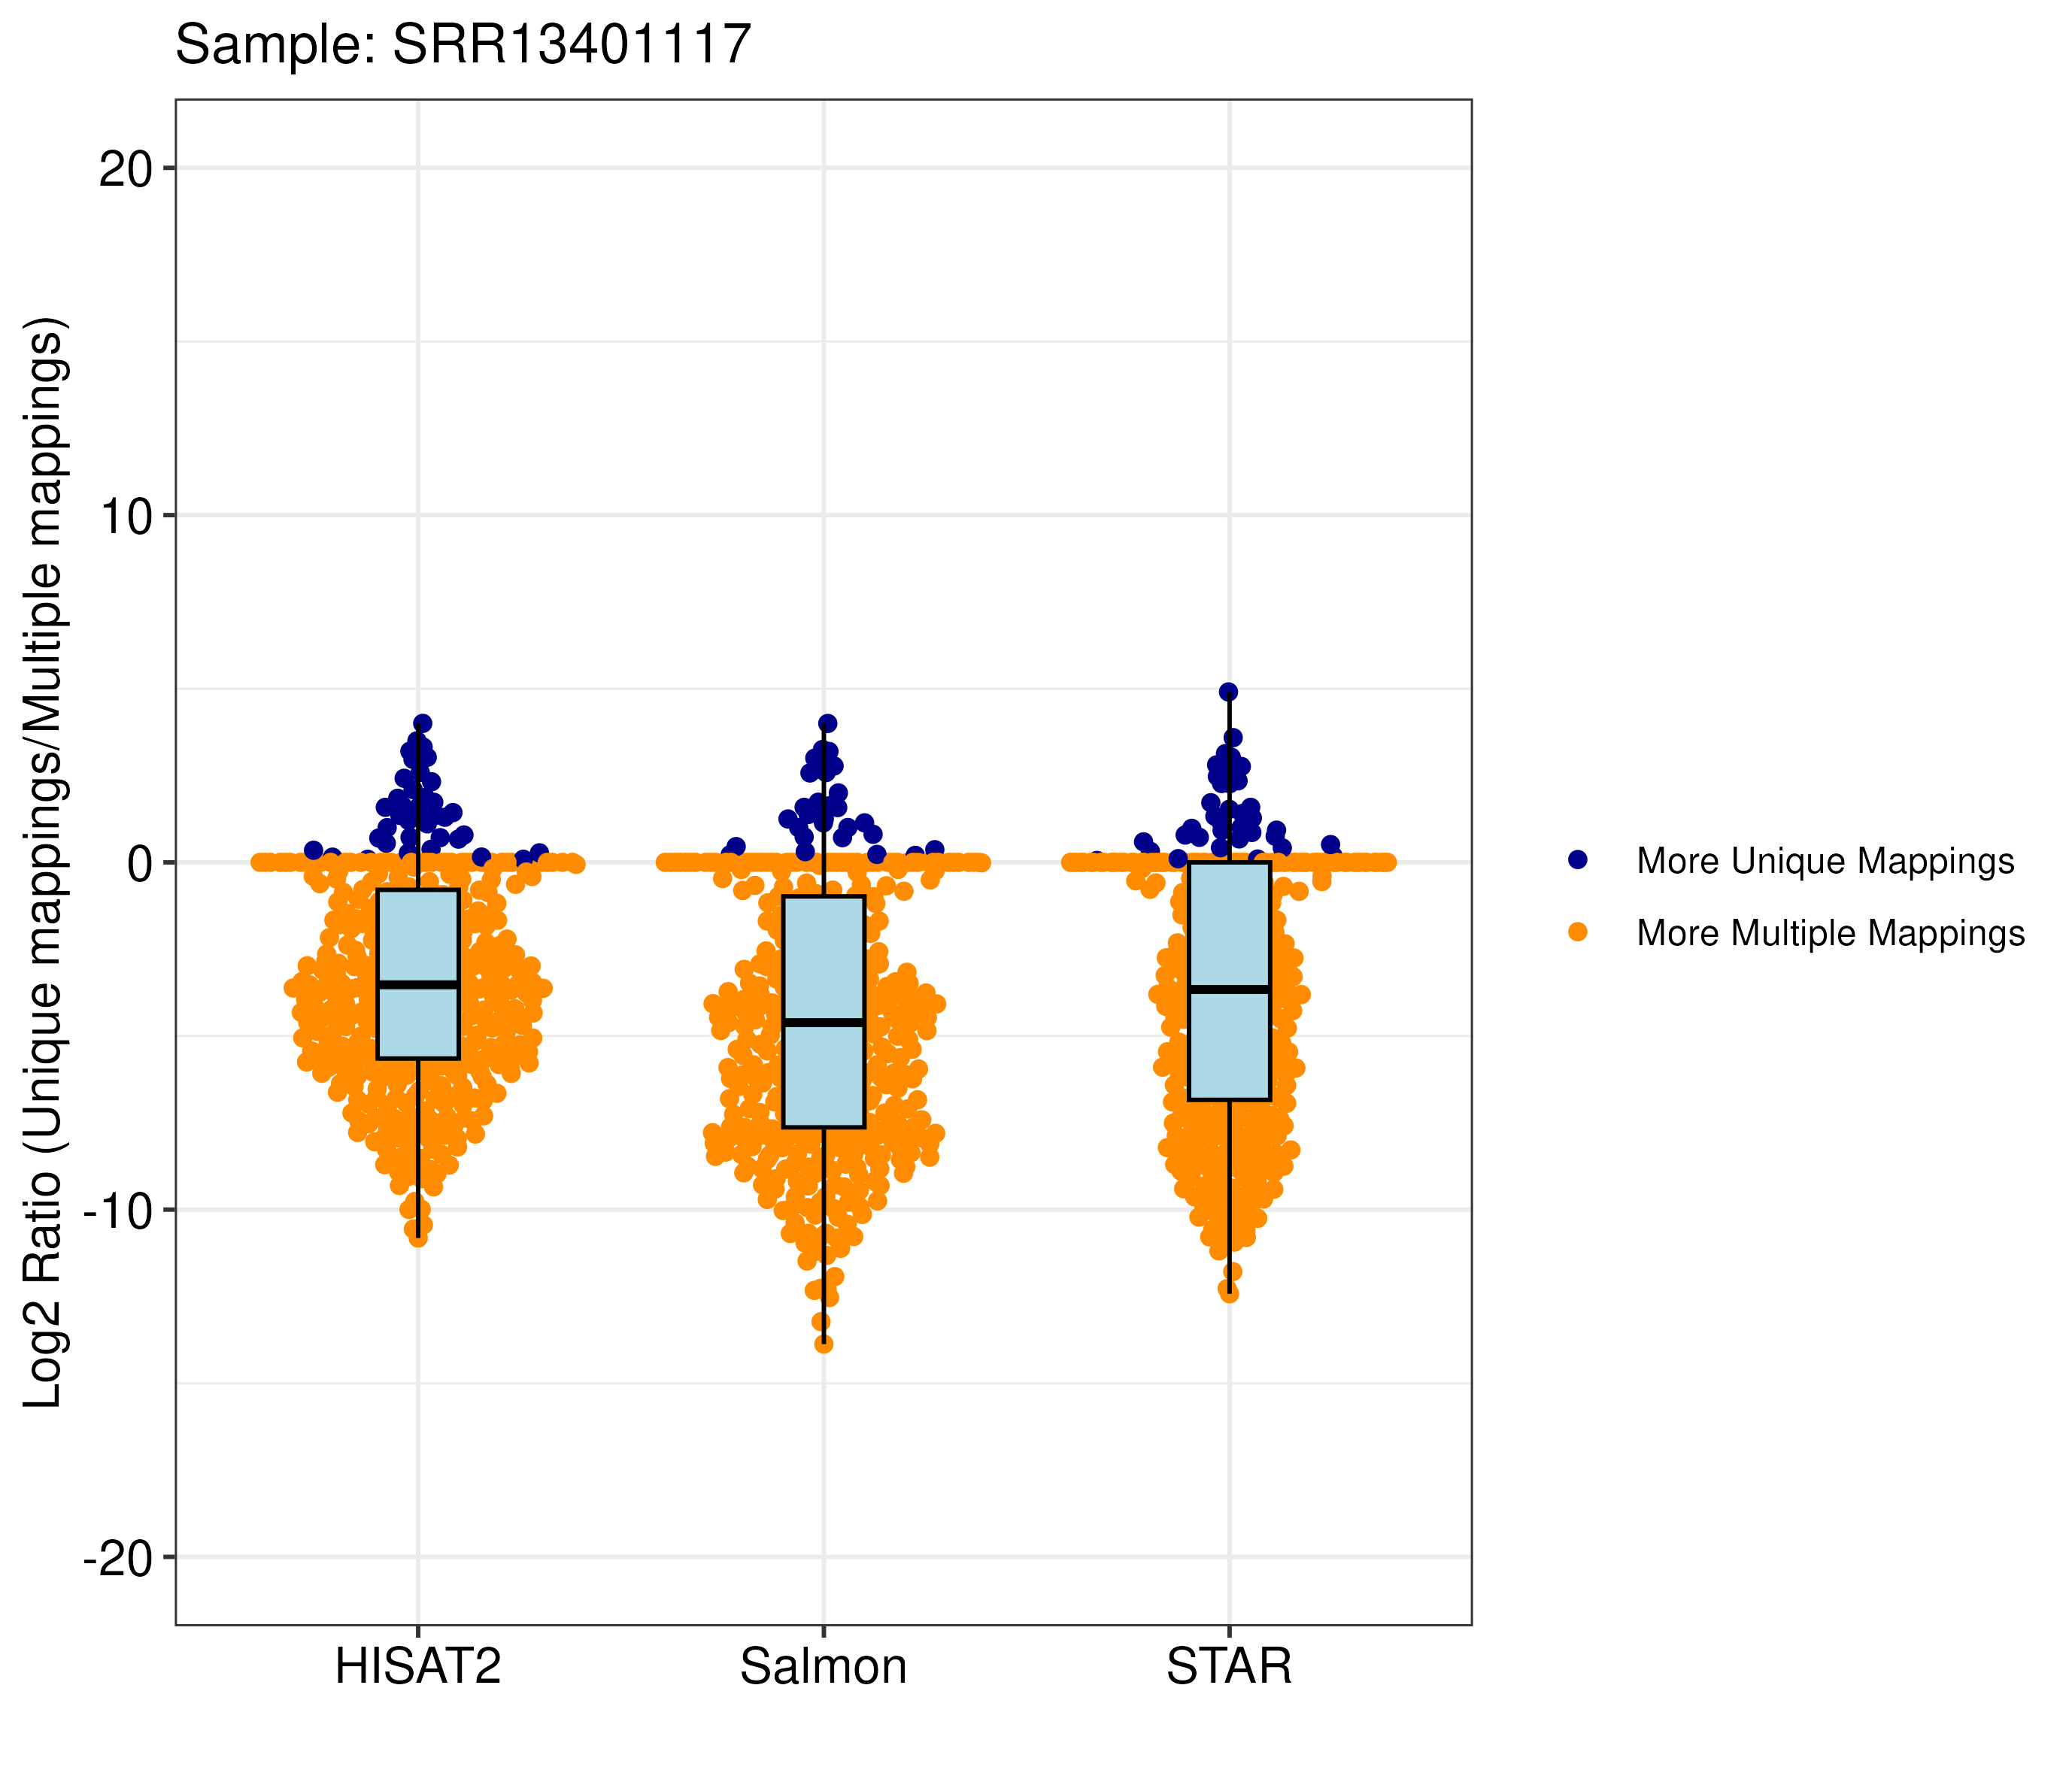 Sample: SRR13401117
Log2 Ratio (Unique mappings/Multiple mappings)
20
10
0
-10
-20
HISAT2
Salmon
STAR
More Unique Mappings
More Multiple Mappings